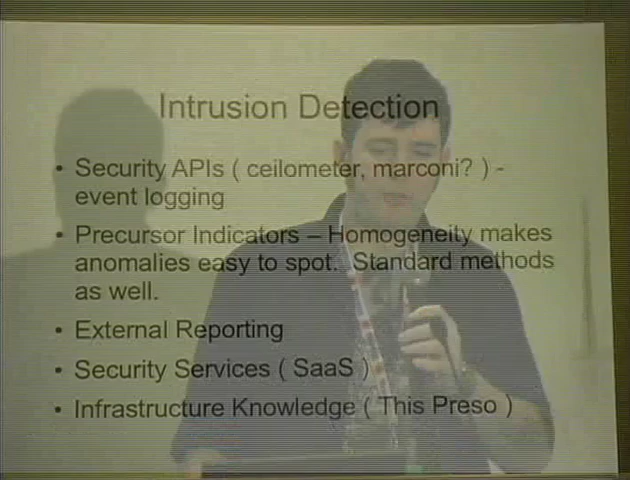 Intrusion Detection
• Security APIs ( ceilometer, marconi? ) -
event logging
• Precursor Indicators – Homogeneity makes
anomalies easy to spot. Standard methods
as well.
• External Reporting
• Security Services ( SaaS )
• Infrastructure Knowledge ( This Preso )